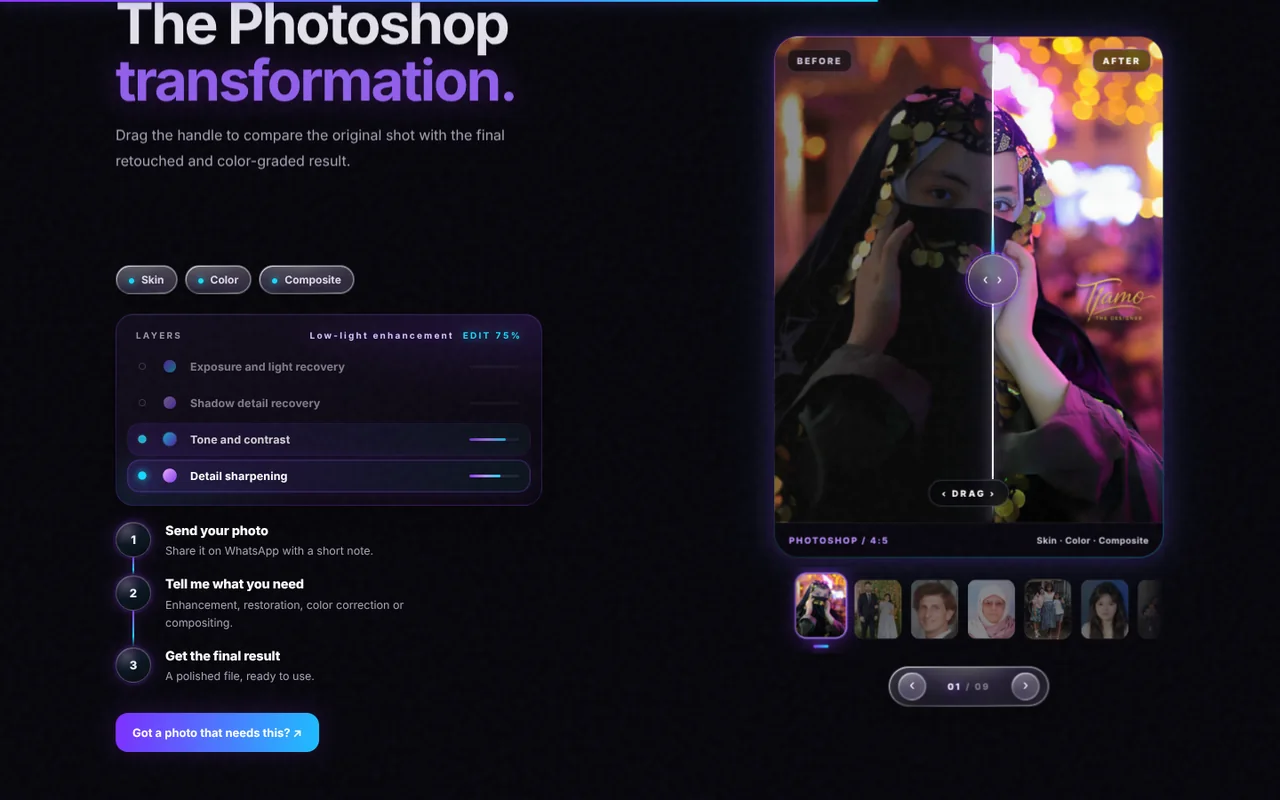 The Photoshop
transformation.
Drag the handle to compare the original shot with the final
retouched and color-graded result.
Skin
Color
Composite
LAYERS
Low-light enhancement EDIT 75%
Exposure and light recovery
Shadow detail recovery
Tone and contrast
Detail sharpening
1
Send your photo
Share it on WhatsApp with a short note.
2
Tell me what you need
Enhancement, restoration, color correction or
compositing.
3
Get the final result
A polished file, ready to use.
Got a photo that needs this? ↗
BEFORE
AFTER
Tjamo
THE DESIGNER
‹ DRAG ›
PHOTOSHOP / 4:5
Skin · Color · Composite
01 / 09